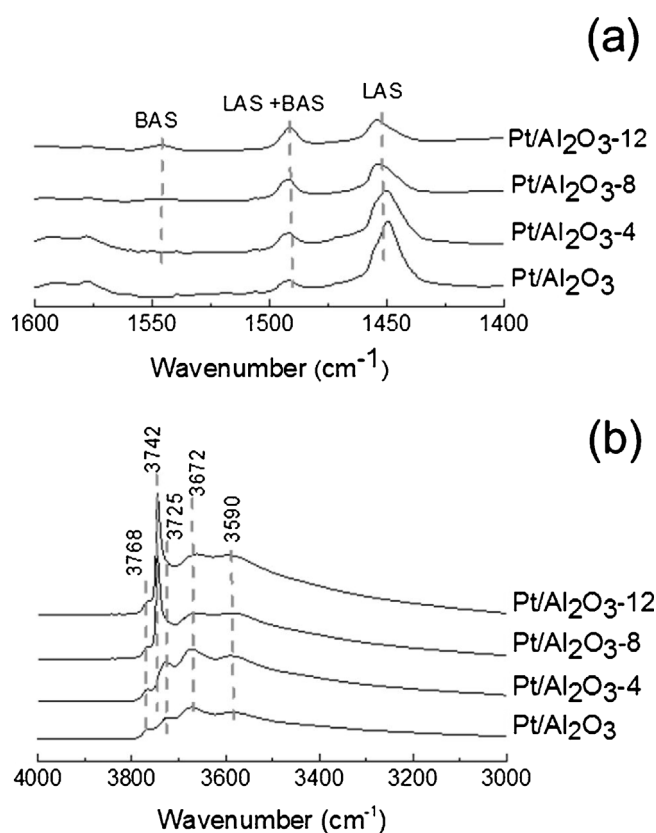 (a)
BAS
LAS +BAS
LAS
Pt/Al2O3-12
Pt/Al2O3-8
Pt/Al2O3-4
Pt/Al2O3
1600
1550
1500
1450
1400
Wavenumber (cm-1)
(b)
3768
3742
3725
3672
3590
Pt/Al2O3-12
Pt/Al2O3-8
Pt/Al2O3-4
Pt/Al2O3
4000
3800
3600
3400
3200
3000
Wavenumber (cm-1)